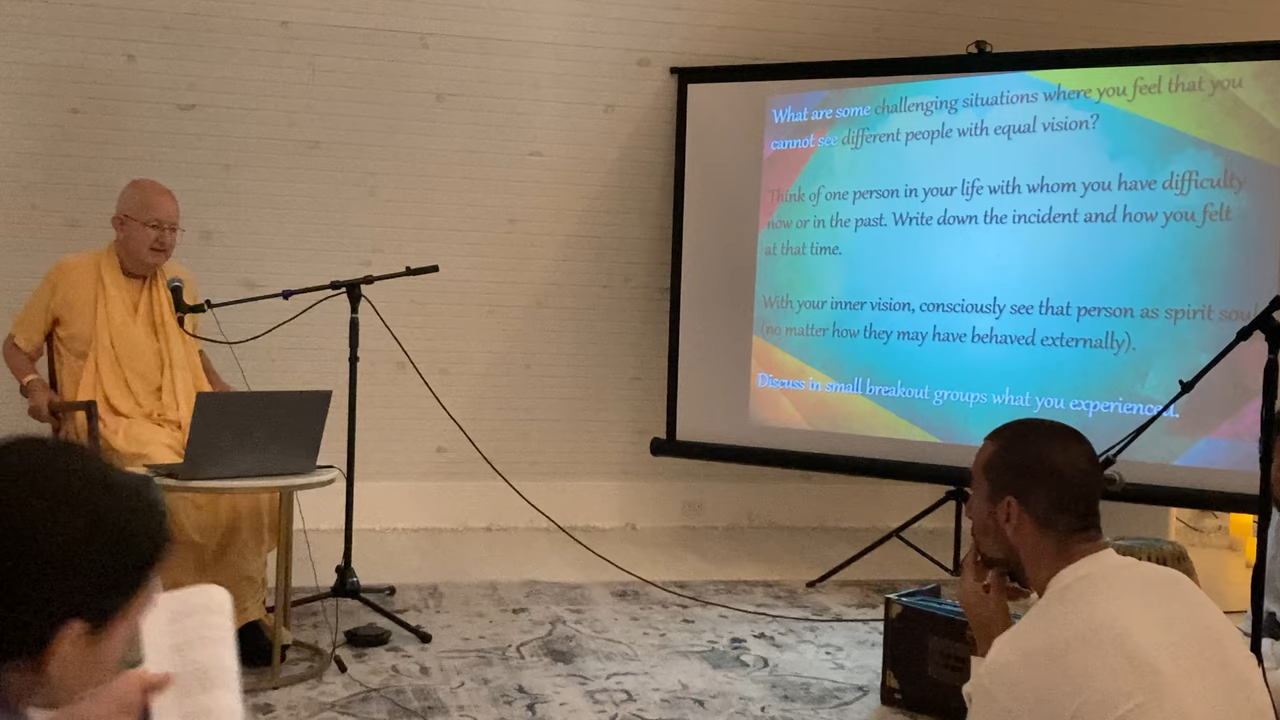 What are some challenging situations where you feel that you
cannot see different people with equal vision?
Think of one person in your life with whom you have difficulty
now or in the past. Write down the incident and how you felt
at that time.
With your inner vision, consciously see that person as spirit soul
(no matter how they may have behaved externally).
Discuss in small breakout groups what you experienced.